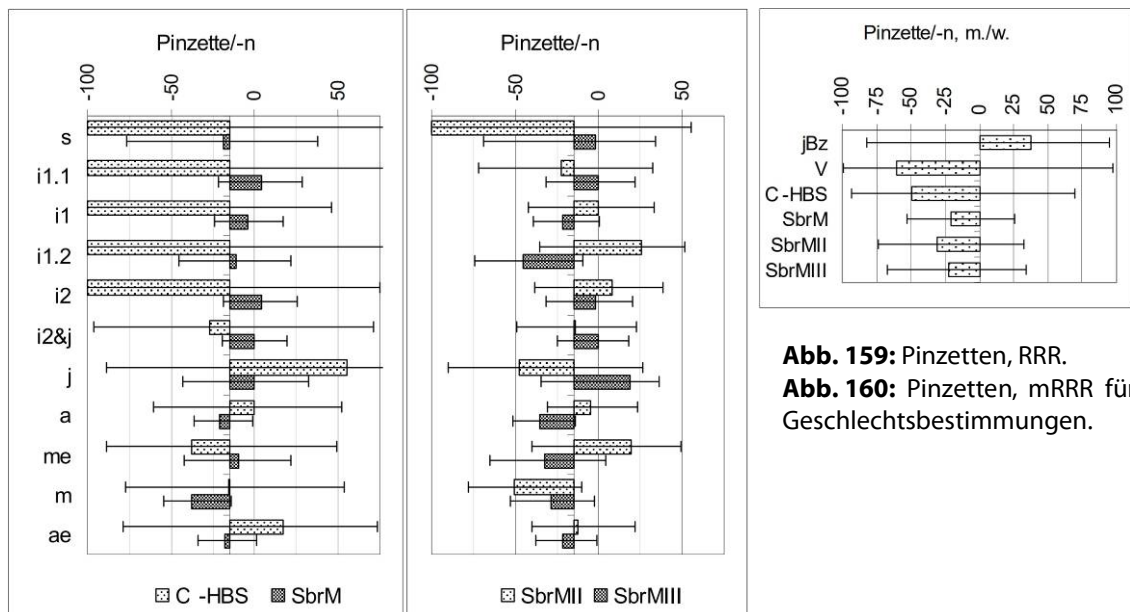 Pinzette/-n
-100 -50 0 50
s
i1.1
i1
i1.2
i2
i2&j
j
a
me
m
ae
C -HBS SbrM
Pinzette/-n
-100 -50 0 50
SbrMII SbrMIII
Pinzette/-n, m./w.
-100 -75 -50 -25 0 25 50 75 100
jBz
V
C -HBS
SbrM
SbrMII
SbrMIII
Abb. 159: Pinzetten, RRR.
Abb. 160: Pinzetten, mRRR für
Geschlechtsbestimmungen.